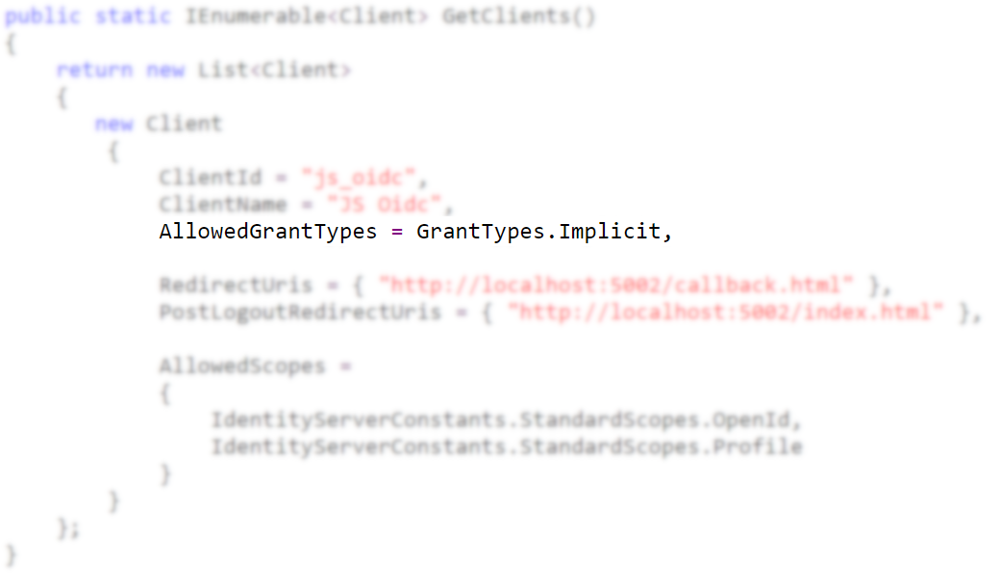 public static IEnumerable<Client> GetClients()
{
return new List<Client>
{
new Client
{
ClientId = "js_oidc",
ClientName = "JS Oidc",
AllowedGrantTypes = GrantTypes.Implicit,
RedirectUris = { "http://localhost:5002/callback.html" },
PostLogoutRedirectUris = { "http://localhost:5002/index.html" },
AllowedScopes =
{
IdentityServerConstants.StandardScopes.OpenId,
IdentityServerConstants.StandardScopes.Profile
}
}
};
}